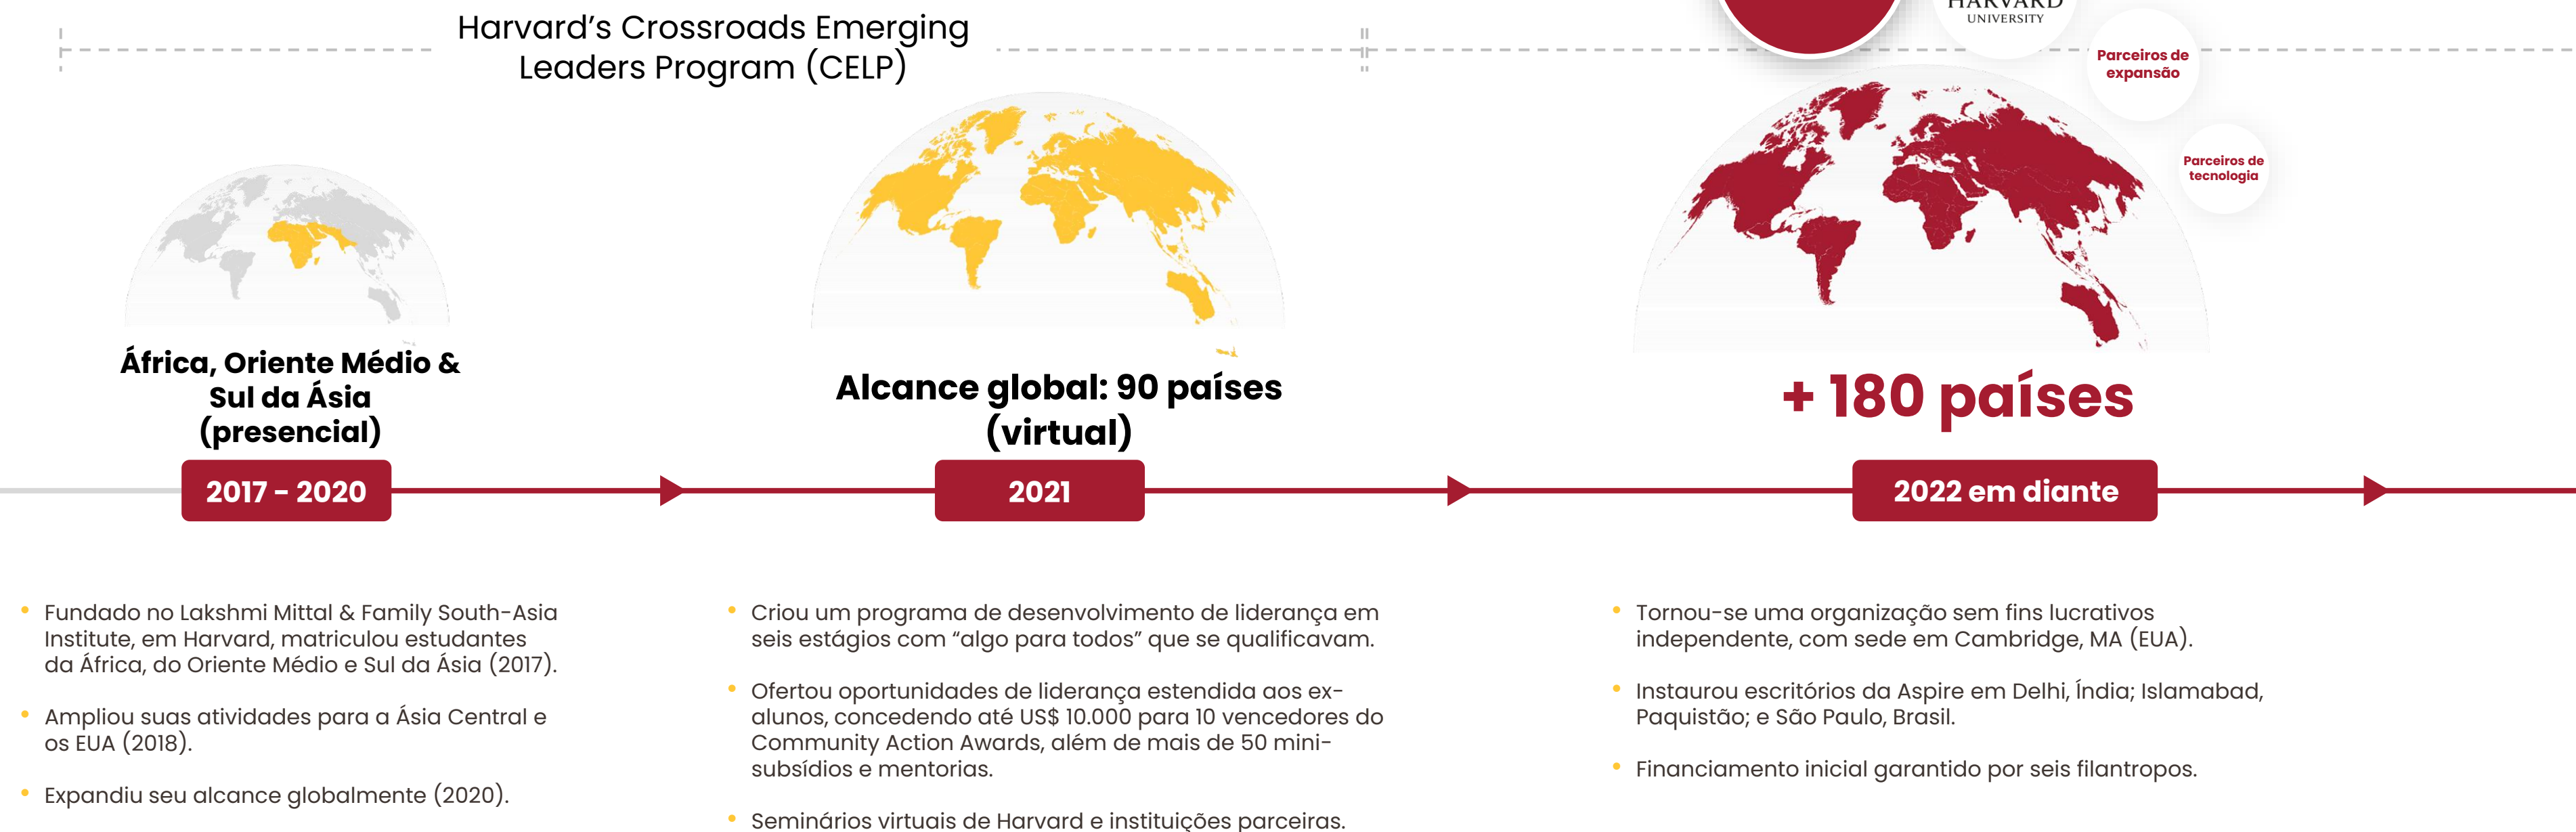 Harvard’s Crossroads Emerging
Leaders Program (CELP)
HARVARD
UNIVERSITY
Parceiros de
expansão
Parceiros de
tecnologia
África, Oriente Médio &
Sul da Ásia
(presencial)
Alcance global: 90 países
(virtual)
+ 180 países
2017 - 2020
2021
2022 em diante
• Fundado no Lakshmi Mittal & Family South-Asia
Institute, em Harvard, matriculou estudantes
da África, do Oriente Médio e Sul da Ásia (2017).
• Ampliou suas atividades para a Ásia Central e
os EUA (2018).
• Expandiu seu alcance globalmente (2020).
• Criou um programa de desenvolvimento de liderança em
seis estágios com “algo para todos” que se qualificavam.
• Ofertou oportunidades de liderança estendida aos ex-
alunos, concedendo até US$ 10.000 para 10 vencedores do
Community Action Awards, além de mais de 50 mini-
subsídios e mentorias.
• Seminários virtuais de Harvard e instituições parceiras.
• Tornou-se uma organização sem fins lucrativos
independente, com sede em Cambridge, MA (EUA).
• Instaurou escritórios da Aspire em Delhi, Índia; Islamabad,
Paquistão; e São Paulo, Brasil.
• Financiamento inicial garantido por seis filantropos.